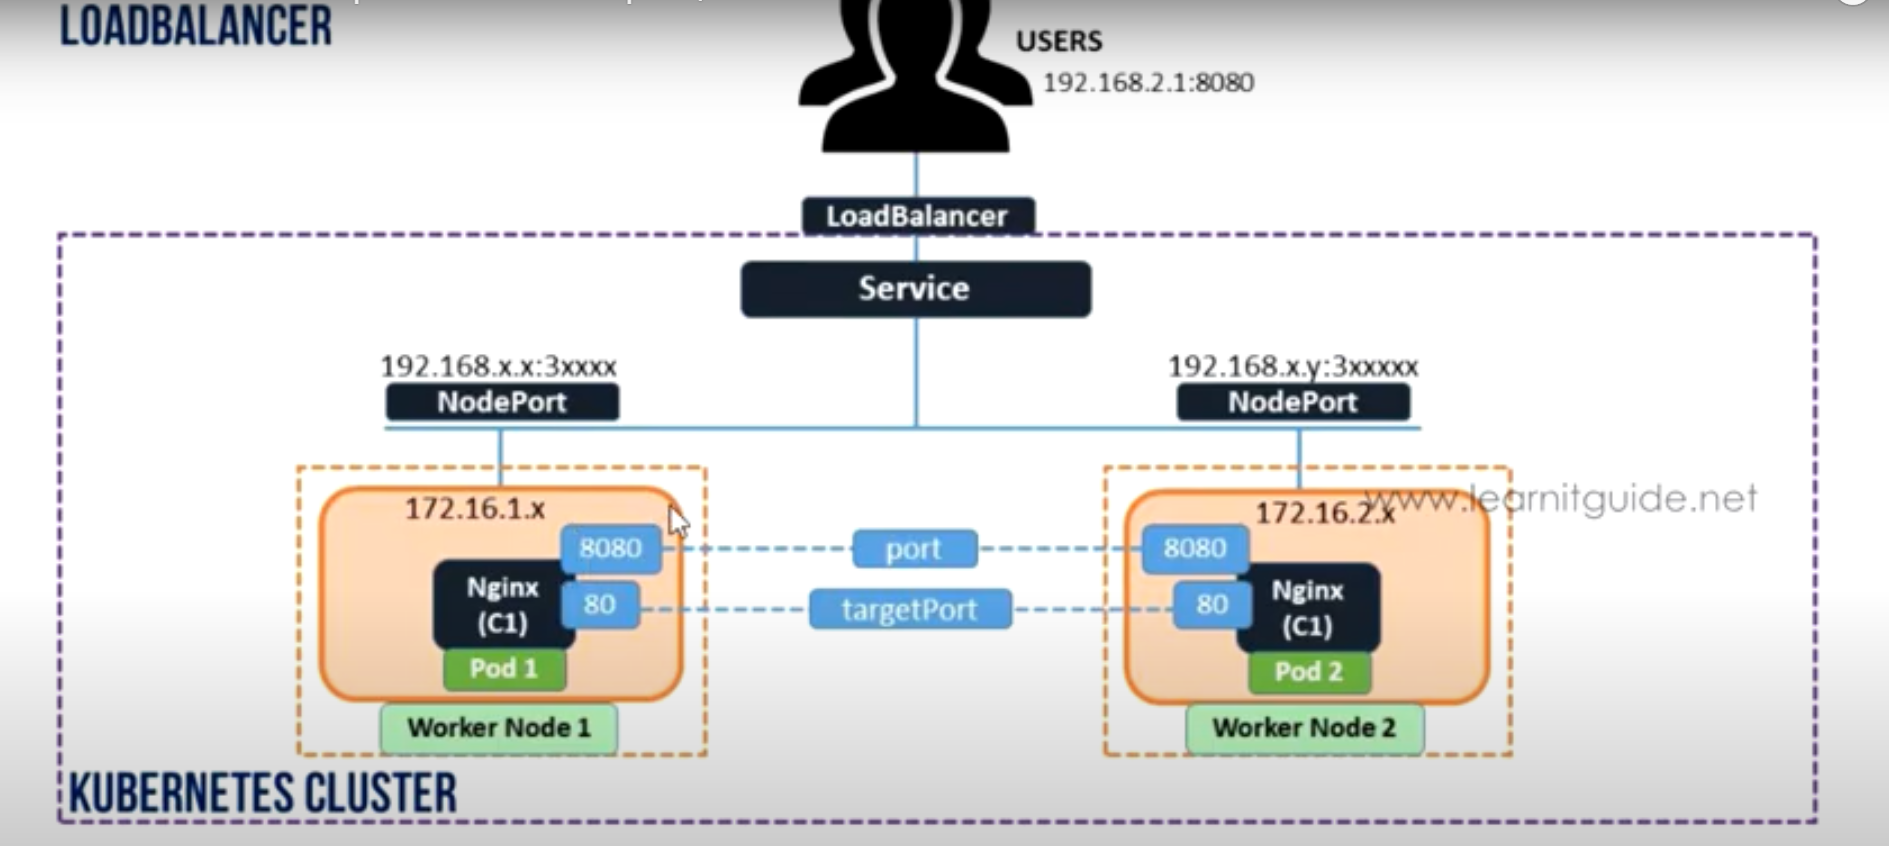 LOADBALANCER
USERS
192.168.2.1:8080
LoadBalancer
Service
192.168.x.x:3xxxx
NodePort
192.168.x.y:3xxxxx
NodePort
172.16.1.x
8080
Nginx
(C1)
80
Pod 1
Worker Node 1
port
targetPort
172.16.2.x
www.learnitguide.net
8080
80
Nginx
(C1)
Pod 2
Worker Node 2
KUBERNETES CLUSTER